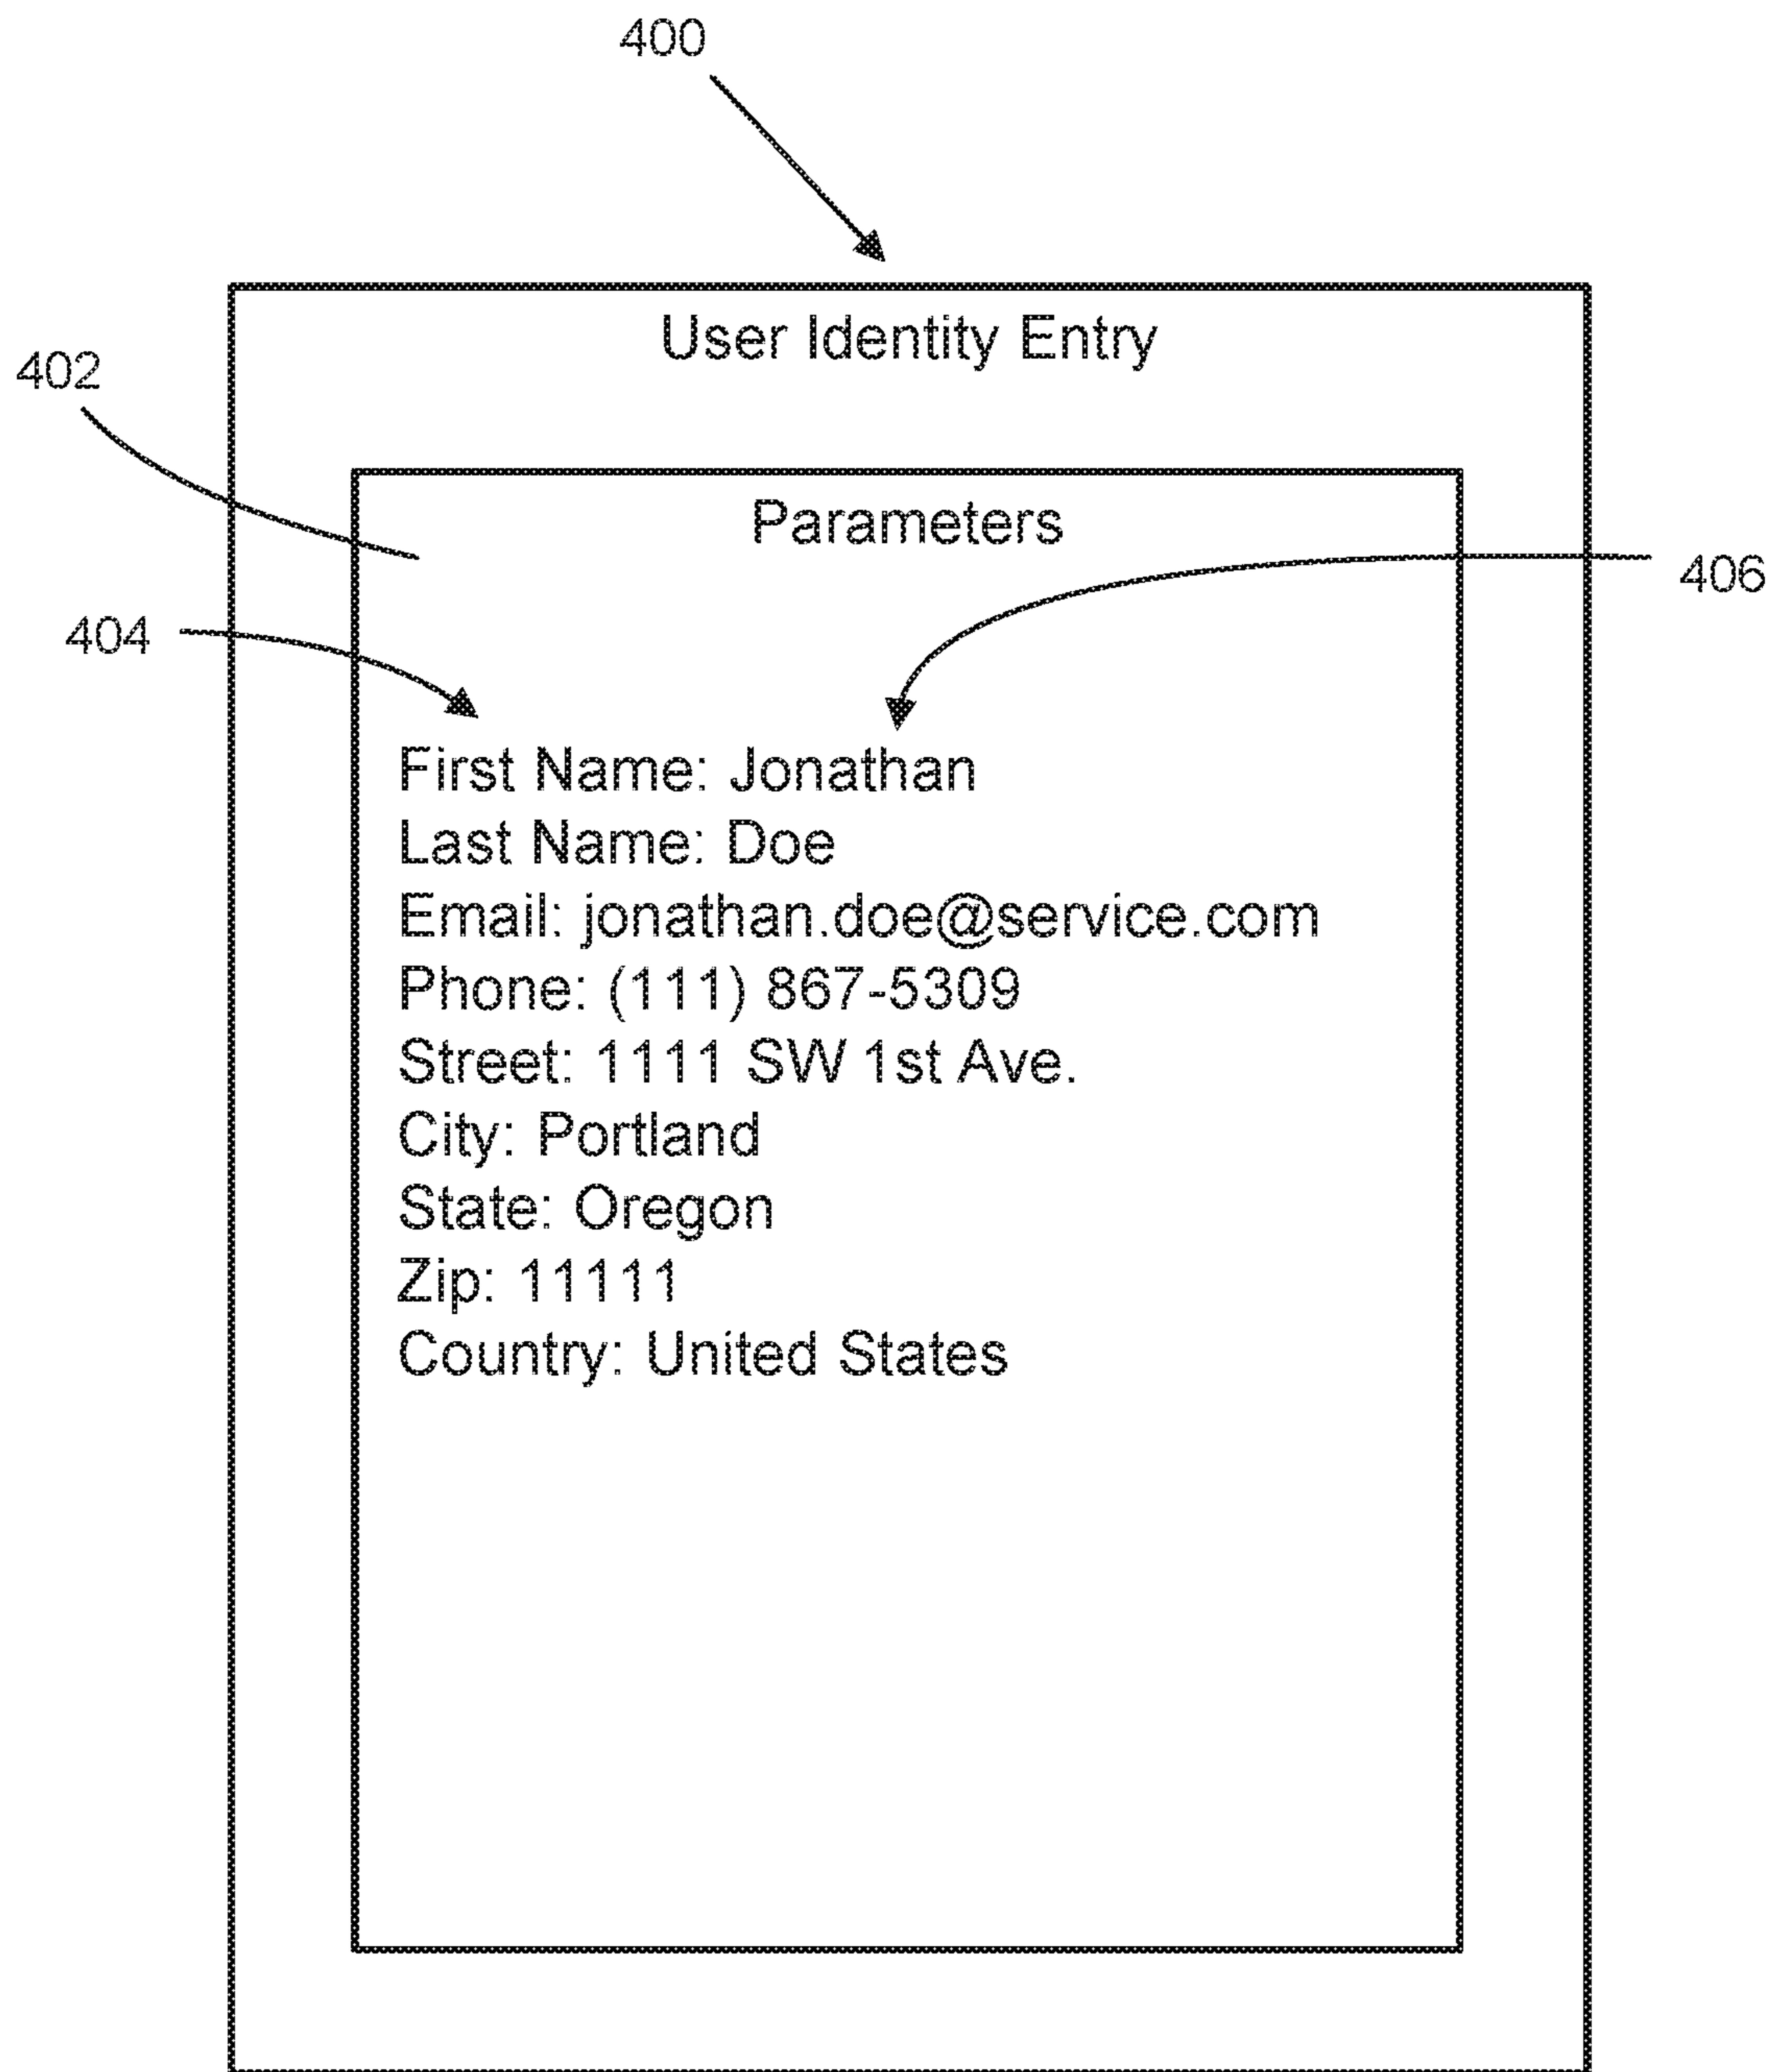 400
User Identity Entry
402
Parameters
406
404
First Name: Jonathan
Last Name: Doe
Email: jonathan.doe@service.com
Phone: (111) 867-5309
Street: 1111 SW 1st Ave.
City: Portland
State: Oregon
Zip: 11111
Country: United States